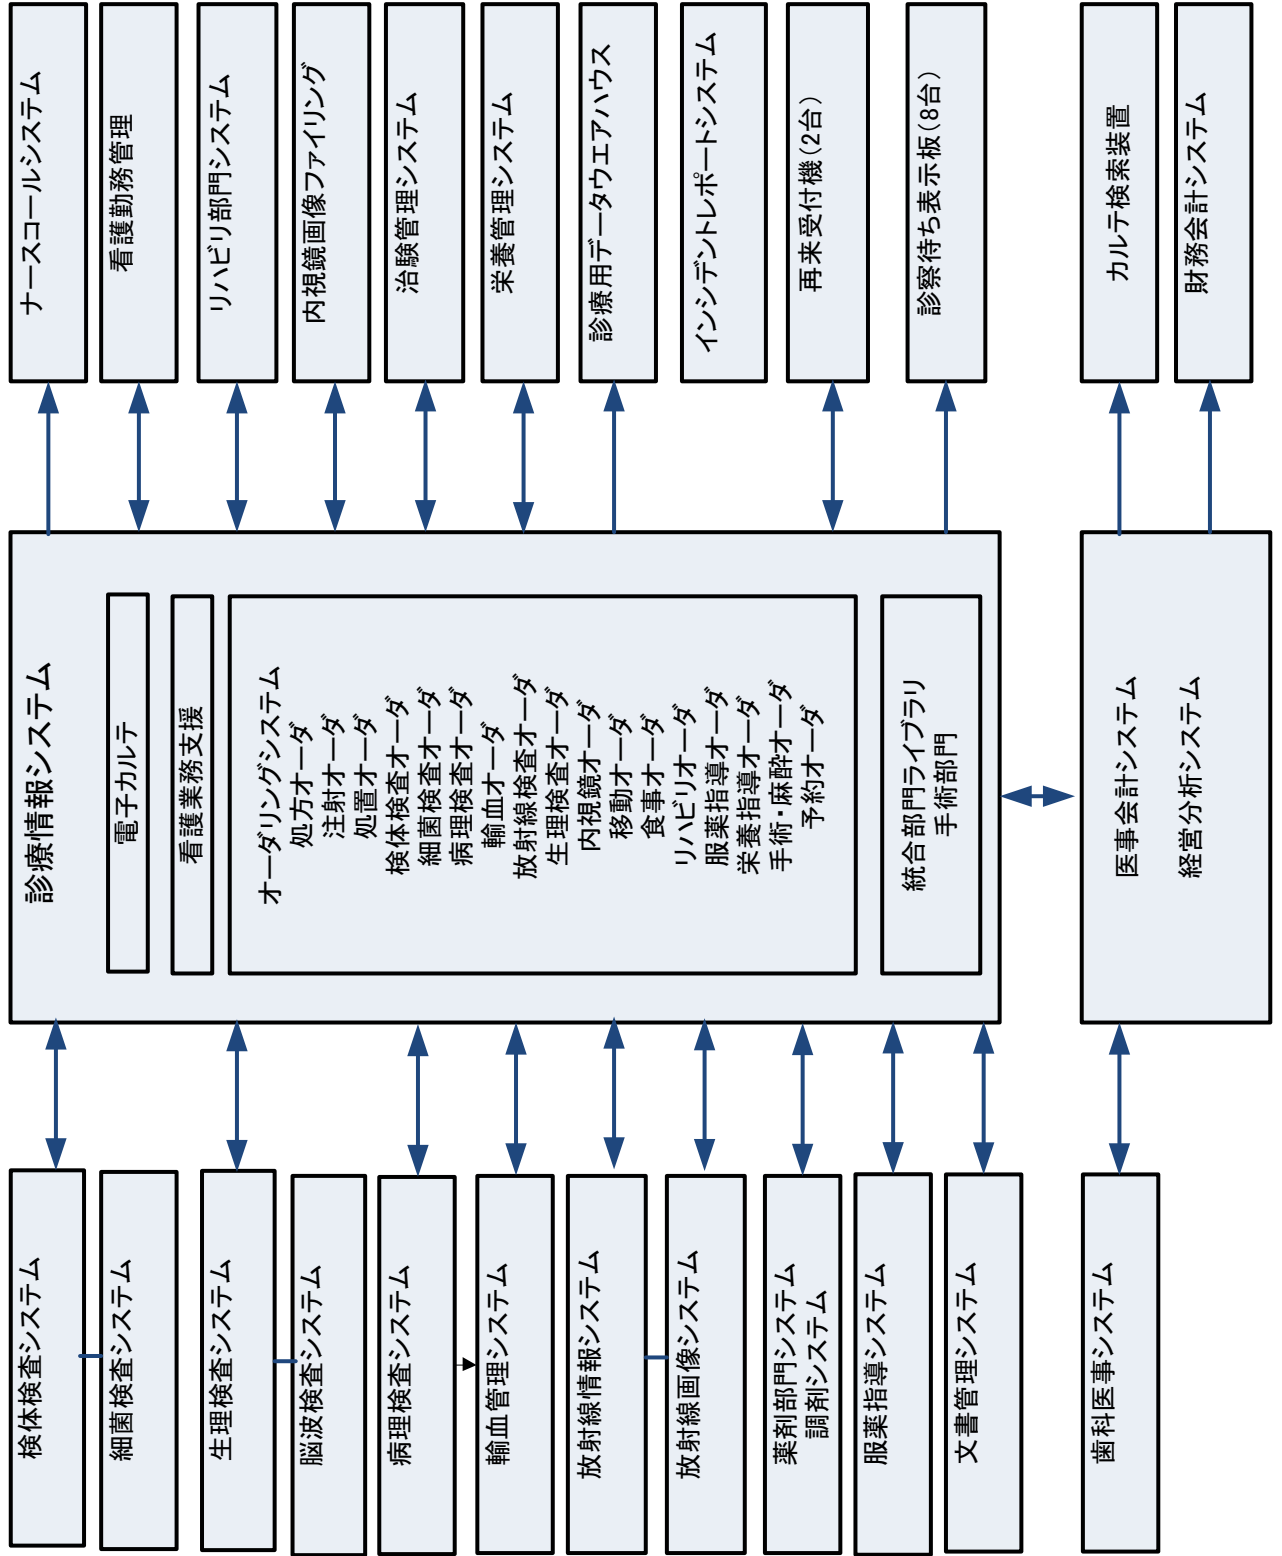 検体検査システム
細菌検査システム
生理検査システム
脳波検査システム
病理検査システム
輸血管理システム
放射線情報システム
放射線画像システム
薬剤部門システム
調剤システム
服薬指導システム
文書管理システム
歯科医事システム
診療情報システム
電子カルテ
看護業務支援
オーダリングシステム
処方オーダ
注射オーダ
処置オーダ
検体検査オーダ
細菌検査オーダ
病理検査オーダ
輸血オーダ
放射線検査オーダ
生理検査オーダ
内視鏡オーダ
移動オーダ
食事オーダ
リハビリオーダ
服薬指導オーダ
栄養指導オーダ
手術・麻酔オーダ
予約オーダ
統合部門ライブラリ
手術部門
医事会計システム
経営分析システム
ナースコールシステム
看護勤務管理
リハビリ部門システム
内視鏡画像ファイリング
治験管理システム
栄養管理システム
診療用データウエアハウス
インシデントレポートシステム
再来受付機(2台)
診察待ち表示板(8台)
カルテ検索装置
財務会計システム